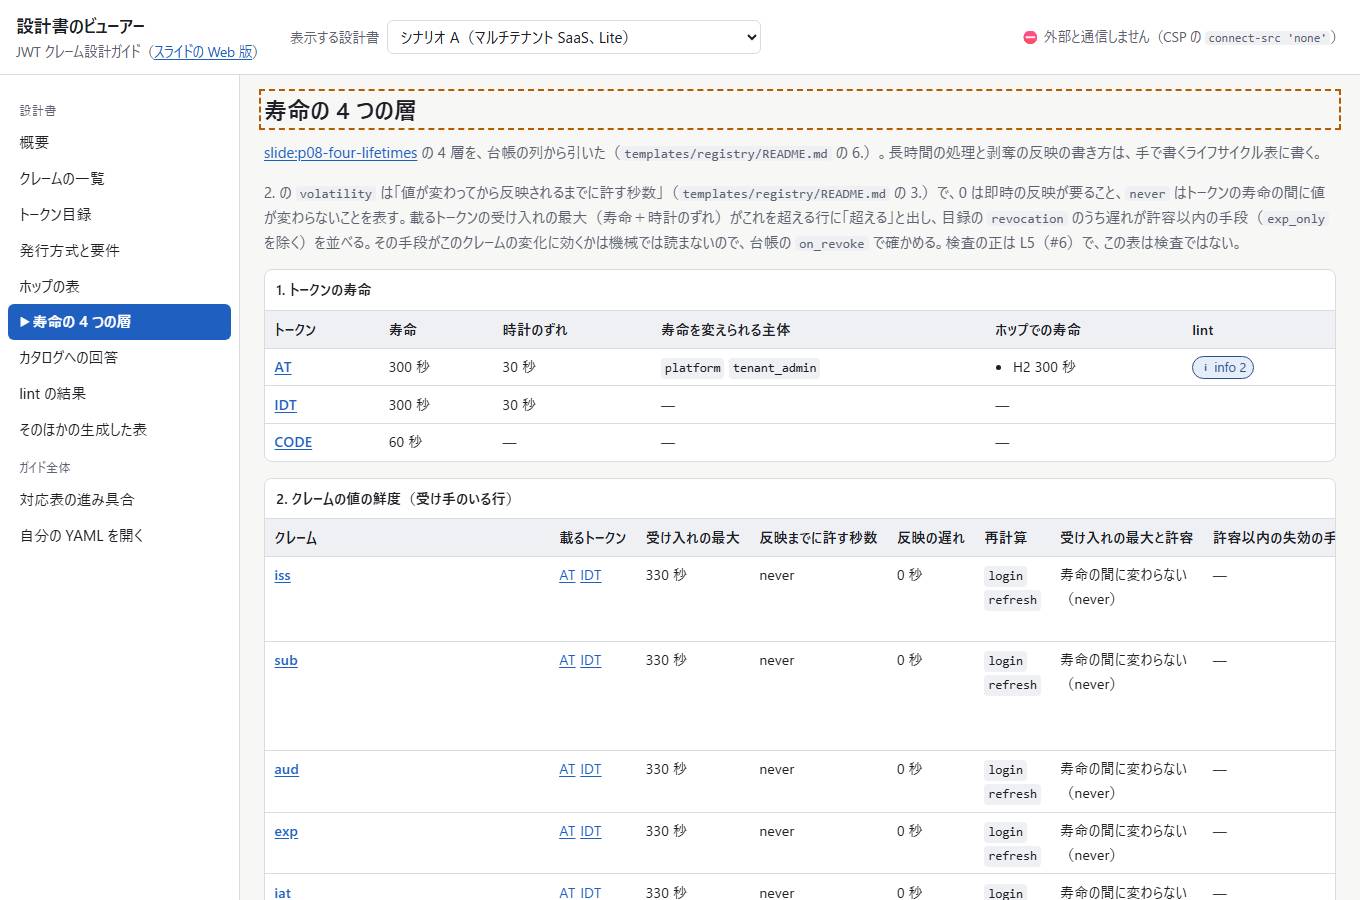 設計書のビューアー
JWT クレーム設計ガイド（スライドの Web 版）
表示する設計書
シナリオ A（マルチテナント SaaS、Lite）
外部と通信しません（CSP の connect-src 'none'）
設計書
概要
クレームの一覧
トークン目録
発行方式と要件
ホップの表
▶ 寿命の 4 つの層
カタログへの回答
lint の結果
そのほかの生成した表
ガイド全体
対応表の進み具合
自分の YAML を開く
寿命の 4 つの層
slide:p08-four-lifetimes の 4 層を、台帳の列から引いた（ templates/registry/README.md の 6.）。長時間の処理と剥奪の反映の書き方は、手で書くライフサイクル表に書く。
2. の volatility は「値が変わってから反映されるまでに許す秒数」（ templates/registry/README.md の 3.）で、0 は即時の反映が要ること、never はトークンの寿命の間に値
が変わらないことを表す。載るトークンの受け入れの最大（寿命＋時計のずれ）がこれを超える行に「超える」と出し、目録の revocation のうち遅れが許容以内の手段（ exp_only
を除く）を並べる。その手段がこのクレームの変化に効くかは機械では読まないので、台帳の on_revoke で確かめる。検査の正は L5（#6）で、この表は検査ではない。
1. トークンの寿命
トークン 寿命 時計のずれ 寿命を変えられる主体 ホップでの寿命 lint
AT 300 秒 30 秒 platform tenant_admin • H2 300 秒 i info 2
IDT 300 秒 30 秒 — —
CODE 60 秒 — — —
2. クレームの値の鮮度（受け手のいる行）
クレーム 載るトークン 受け入れの最大 反映までに許す秒数 反映の遅れ 再計算 受け入れの最大と許容 許容以内の失効の手
iss AT IDT 330 秒 never 0 秒 login 寿命の間に変わらない —
refresh （never）
sub AT IDT 330 秒 never 0 秒 login 寿命の間に変わらない —
refresh （never）
aud AT IDT 330 秒 never 0 秒 login 寿命の間に変わらない —
refresh （never）
exp AT IDT 330 秒 never 0 秒 login 寿命の間に変わらない —
refresh （never）
iat AT IDT 330 秒 never 0 秒 login 寿命の間に変わらない —